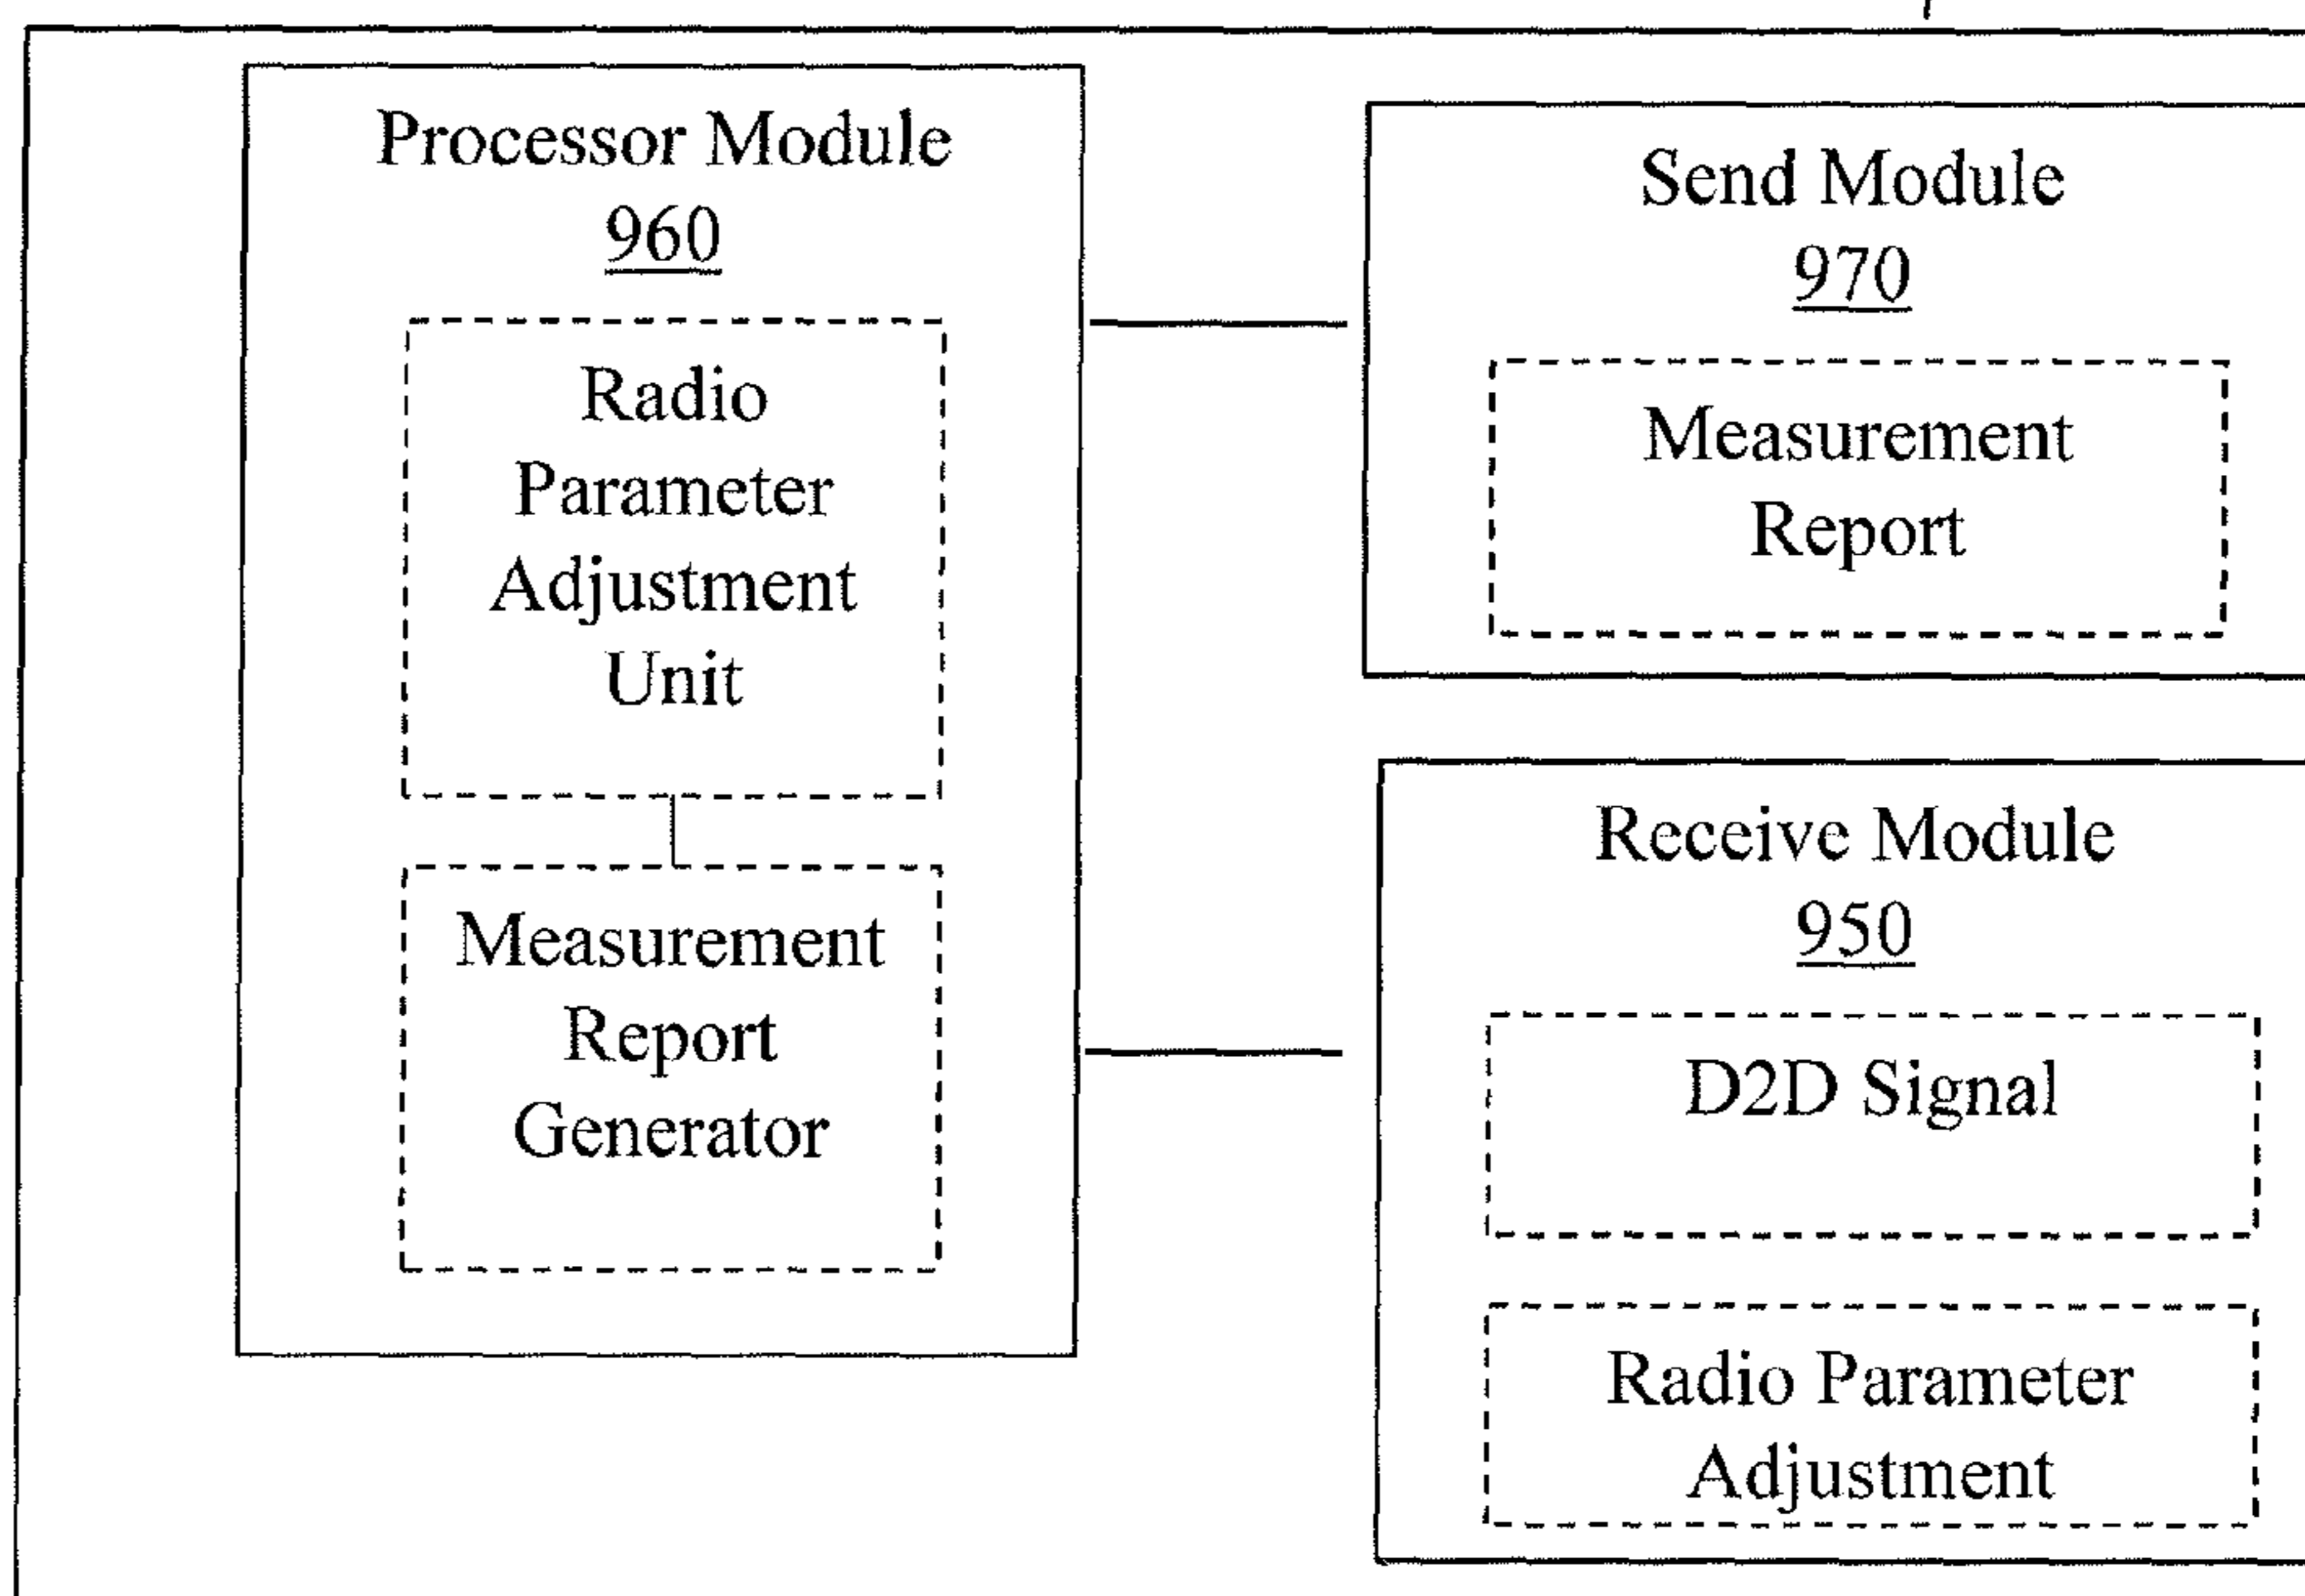 Processor Module
960
Radio
Parameter
Adjustment
Unit
Measurement
Report
Generator
Send Module
970
Measurement
Report
Receive Module
950
D2D Signal
Radio Parameter
Adjustment